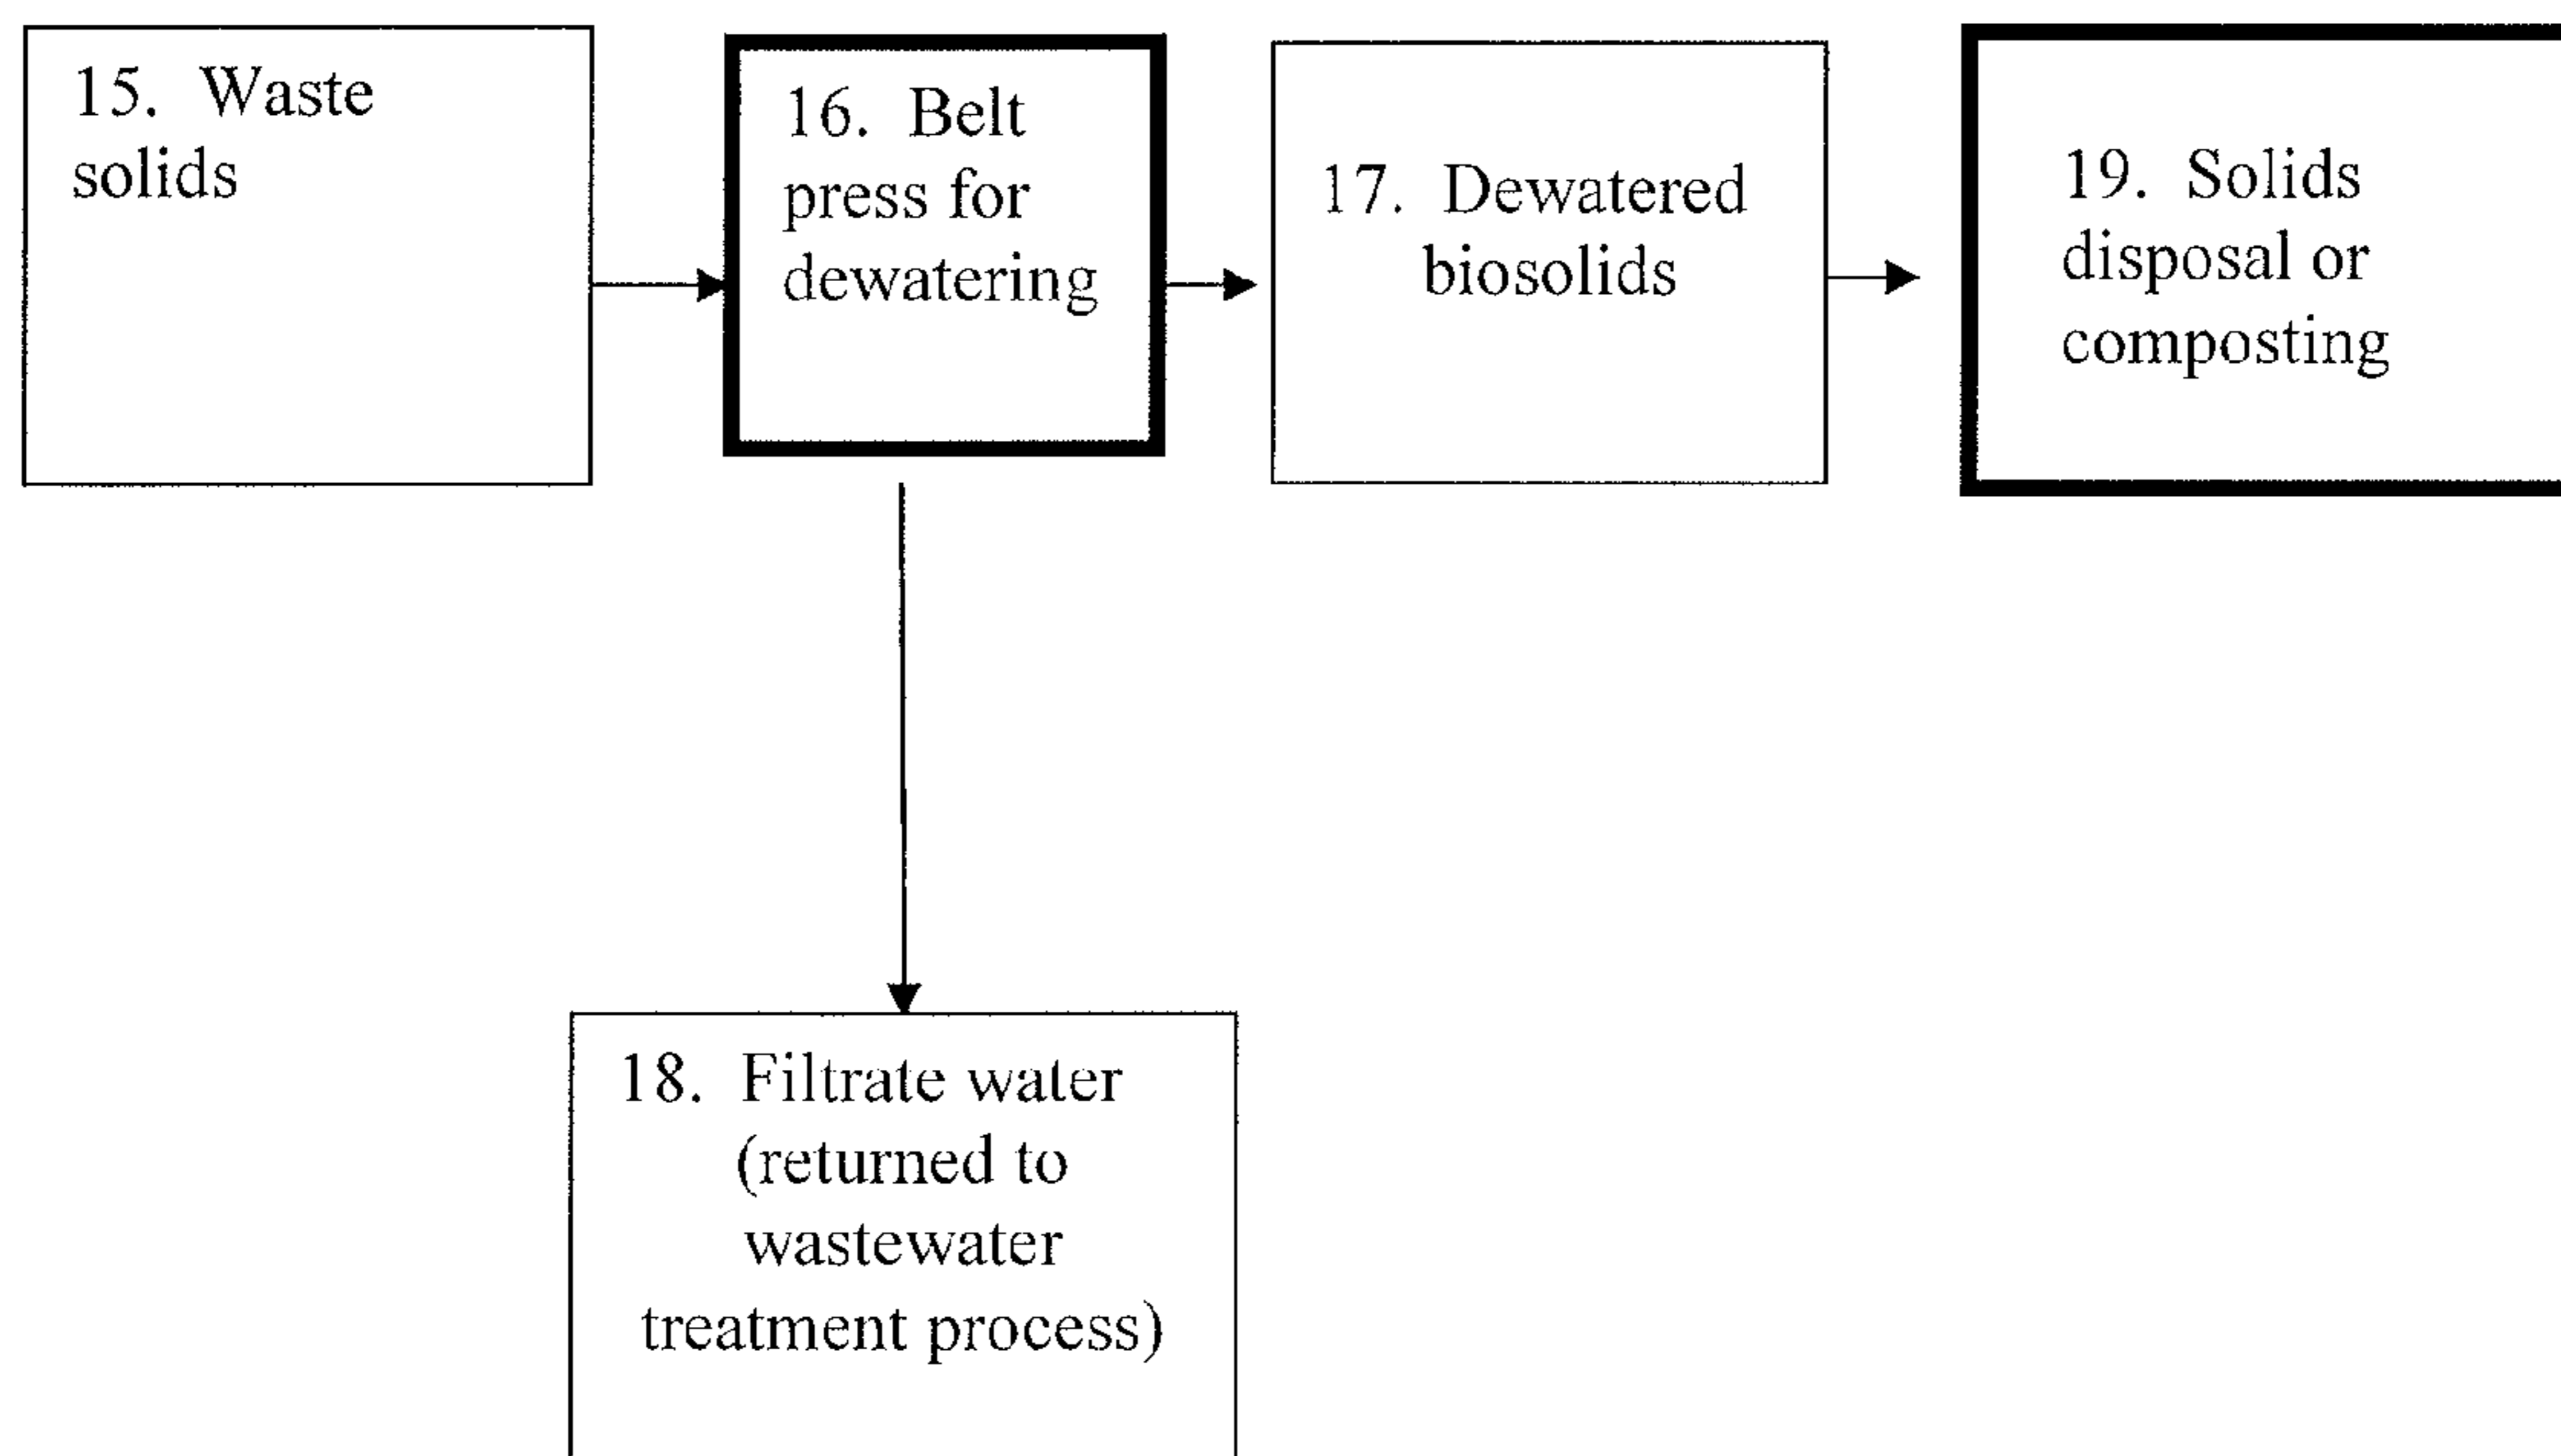 15.  Waste
solids
16.  Belt
press for
dewatering
17.  Dewatered
biosolids
19.  Solids
disposal or
composting
18.  Filtrate water
(returned to
wastewater
treatment process)